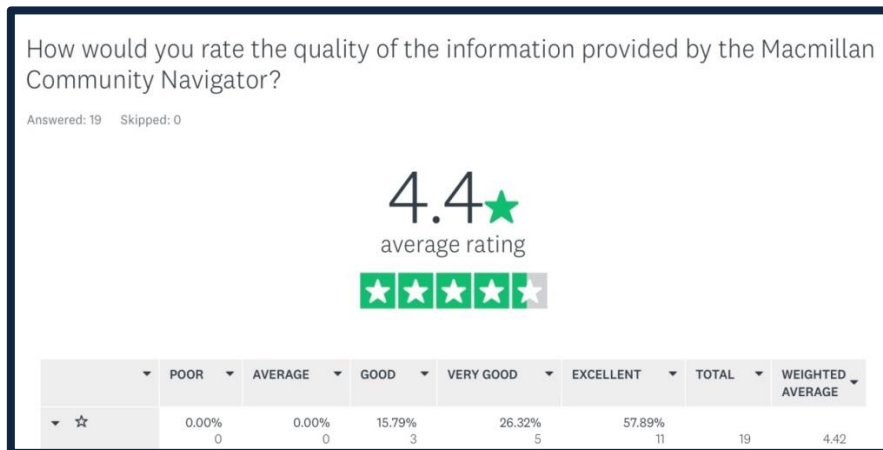 How would you rate the quality of the information provided by the Macmillan
Community Navigator?
Answered: 19 Skipped: 0
4.4
average rating
POOR AVERAGE GOOD VERY GOOD EXCELLENT TOTAL WEIGHTED AVERAGE
0.00% 0.00% 15.79% 26.32% 57.89%
0 0 3 5 11 19 4.42